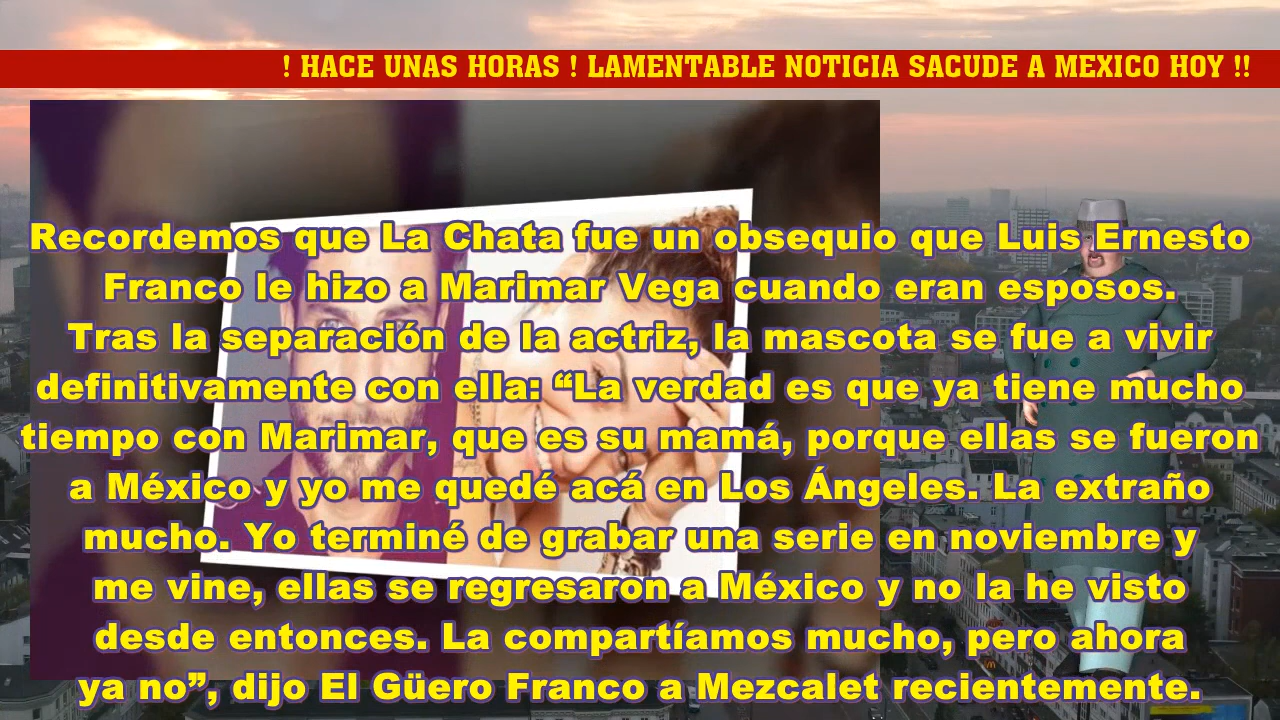 ! HACE UNAS HORAS ! LAMENTABLE NOTICIA SACUDE A MEXICO HOY !!
Recordemos que La Chata fue un obsequio que Luis Ernesto
Franco le hizo a Marimar Vega cuando eran esposos.
Tras la separación de la actriz, la mascota se fue a vivir
definitivamente con ella: “La verdad es que ya tiene mucho
tiempo con Marimar, que es su mamá, porque ellas se fueron
a México y yo me quedé acá en Los Ángeles. La extraño
mucho. Yo terminé de grabar una serie en noviembre y
me vine, ellas se regresaron a México y no la he visto
desde entonces. La compartíamos mucho, pero ahora
ya no”, dijo El Güero Franco a Mezcalet recientemente.